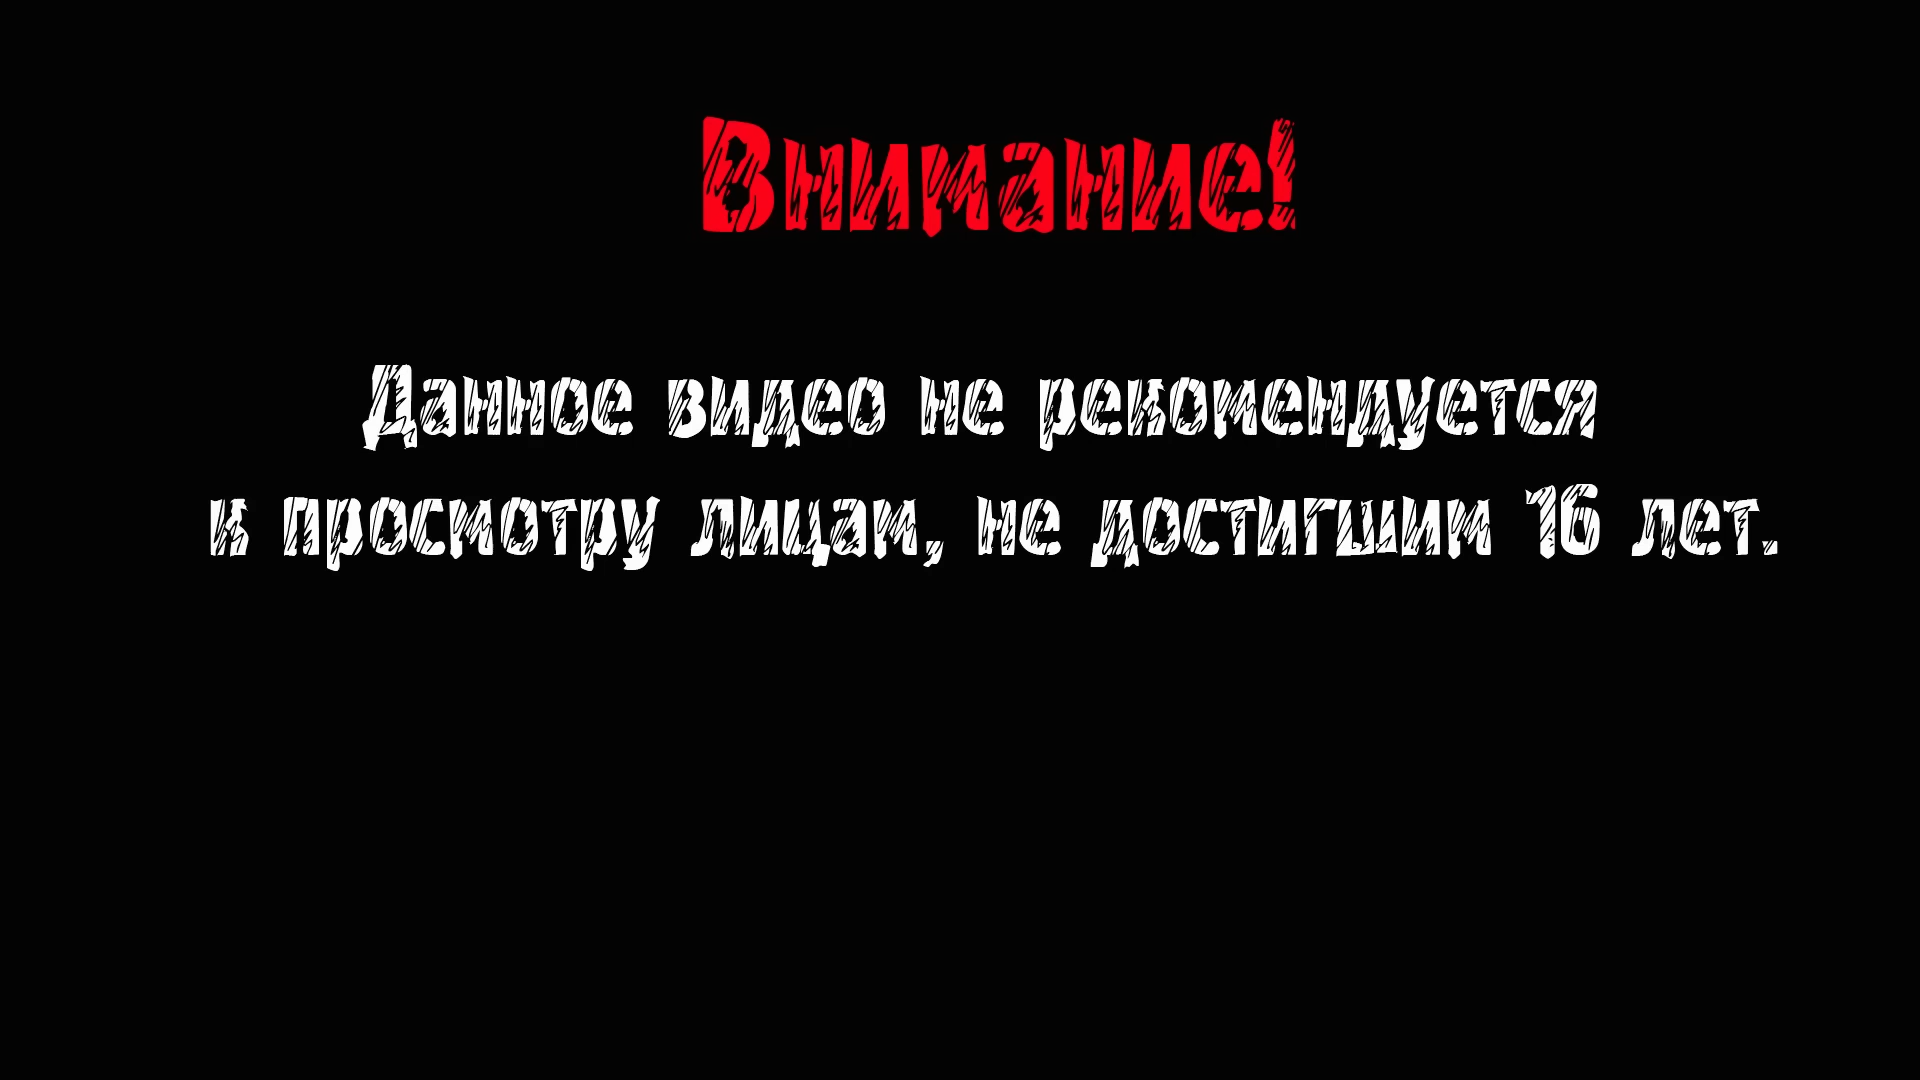 Внимание!
Данное видео не рекомендуется
к просмотру лицам, не достигшим 16 лет.